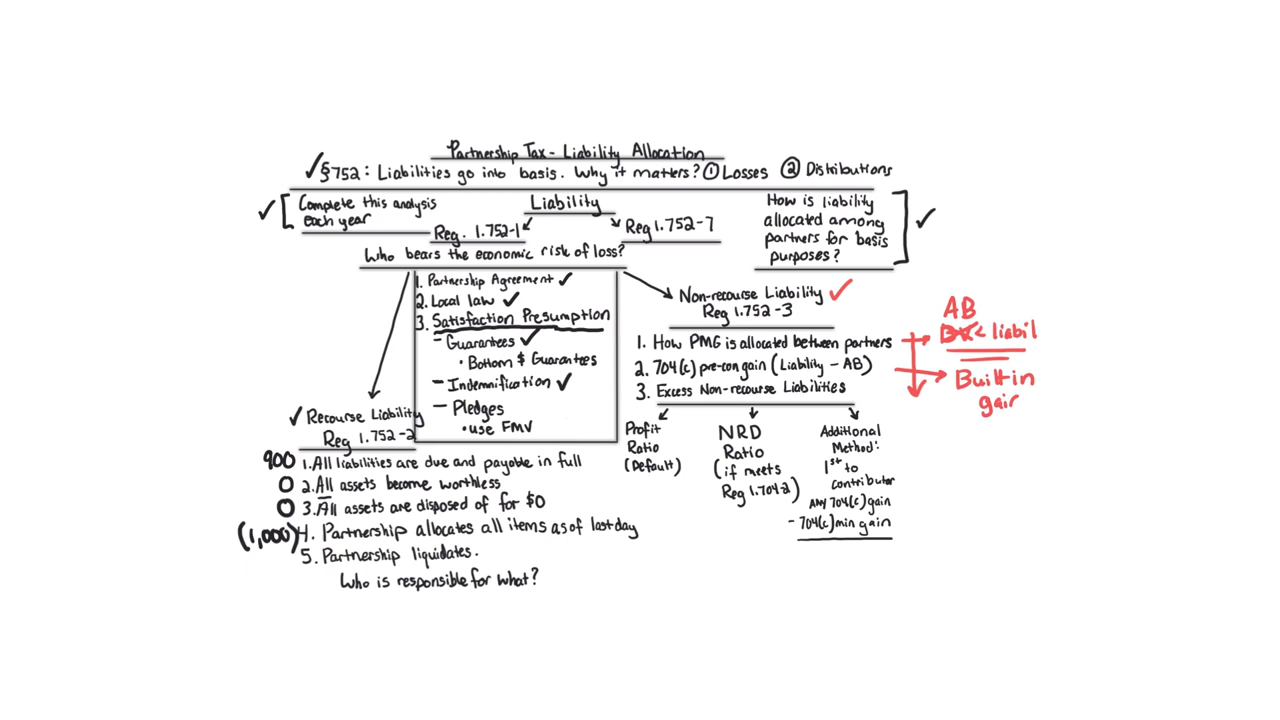 Partnership Tax - Liability Allocation
✓ §752: Liabilities go into basis. Why it matters? ① Losses ② Distributions
✓ [ Complete this analysis
each year
Liability
Reg. 1.752-1
Reg 1.752-7
How is liability
allocated among
partners for basis
purposes? ] ✓
Who bears the economic risk of loss?
1. Partnership Agreement ✓
2. Local law ✓
3. Satisfaction Presumption
- Guarantees ✓
• Bottom $ Guarantees
- Indemnification ✓
- Pledges
• use FMV
✓ Recourse Liability
Reg 1.752-2
900 1. All liabilities are due and payable in full
0 2. All assets become worthless
0 3. All assets are disposed of for $0
(1,000) 4. Partnership allocates all items as of last day
5. Partnership liquidates.
Who is responsible for what?
Non-recourse Liability ✓
Reg 1.752-3
1. How PMG is allocated between partners
2. 704(c) pre-con gain (Liability - AB)
3. Excess Non-recourse Liabilities
Profit
Ratio
(Default)
NRD
Ratio
(if meets
Reg 1.704-2)
Additional
Method:
1st to
contributor
Any 704(c) gain
- 704(c) min gain
AB
< liabil
Built-in
gair